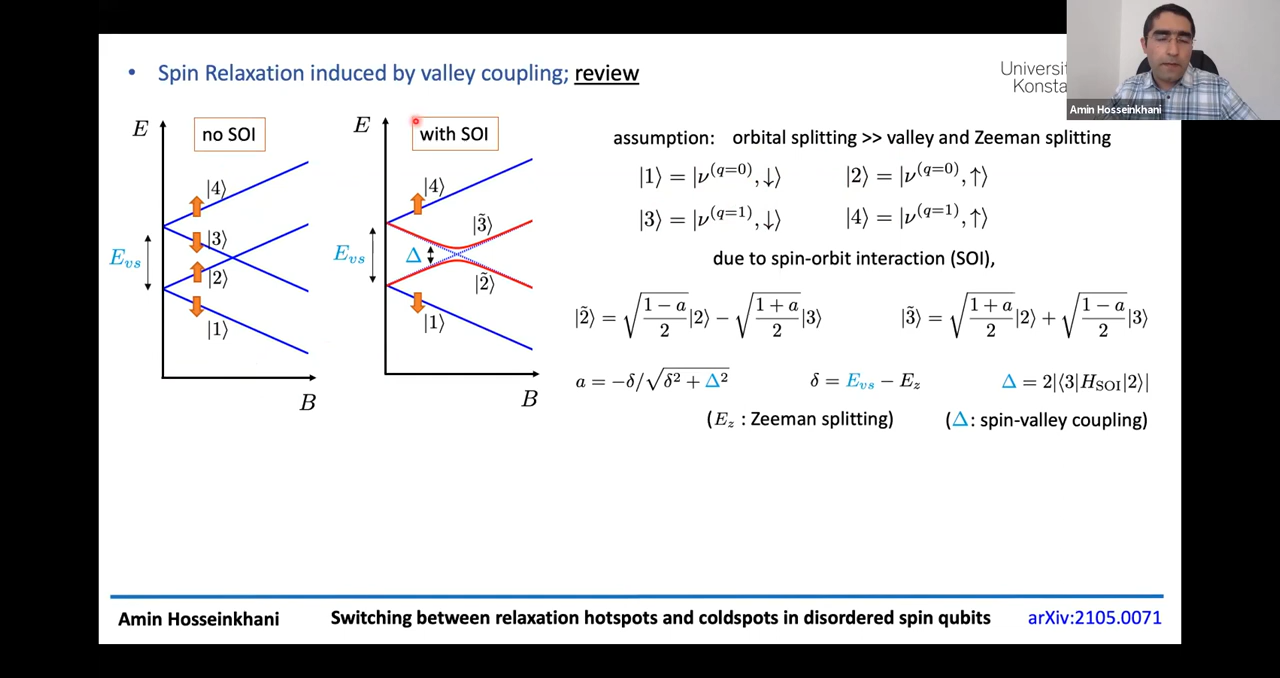 • Spin Relaxation induced by valley coupling; review
Universit
Konsta
Amin Hosseinkhani
E
no SOI
|4⟩
|3⟩
E_vs
|2⟩
|1⟩
B
E
with SOI
|4⟩
|3̃⟩
E_vs
Δ
|2̃⟩
|1⟩
B
assumption: orbital splitting >> valley and Zeeman splitting
|1⟩ = |ν^(q=0), ↓⟩ |2⟩ = |ν^(q=0), ↑⟩
|3⟩ = |ν^(q=1), ↓⟩ |4⟩ = |ν^(q=1), ↑⟩
due to spin-orbit interaction (SOI),
|2̃⟩ = √((1 − a)/2)|2⟩ − √((1 + a)/2)|3⟩ |3̃⟩ = √((1 + a)/2)|2⟩ + √((1 − a)/2)|3⟩
a = −δ/√(δ² + Δ²) δ = E_vs − E_z Δ = 2|⟨3|H_SOI|2⟩|
(E_z : Zeeman splitting) (Δ: spin-valley coupling)
Amin Hosseinkhani Switching between relaxation hotspots and coldspots in disordered spin qubits arXiv:2105.0071